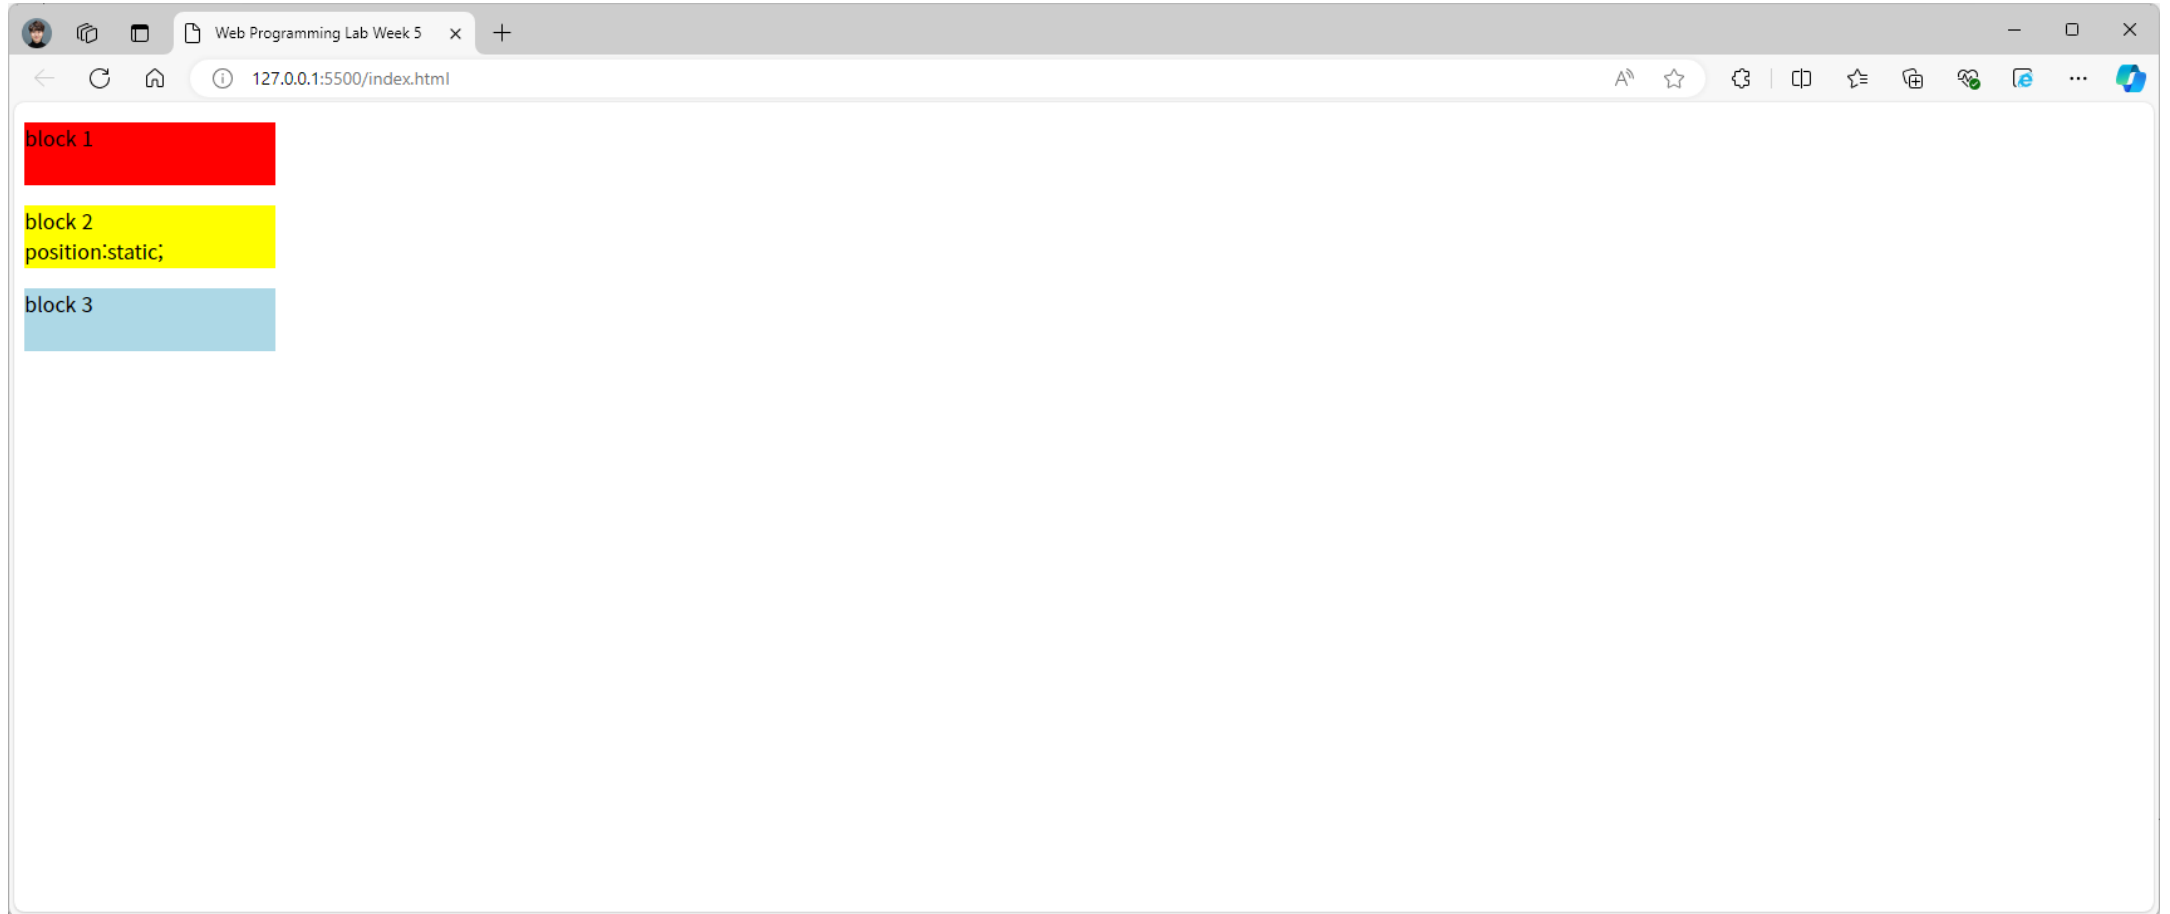 Web Programming Lab Week 5
127.0.0.1:5500/index.html
block 1
block 2
position:static;
block 3